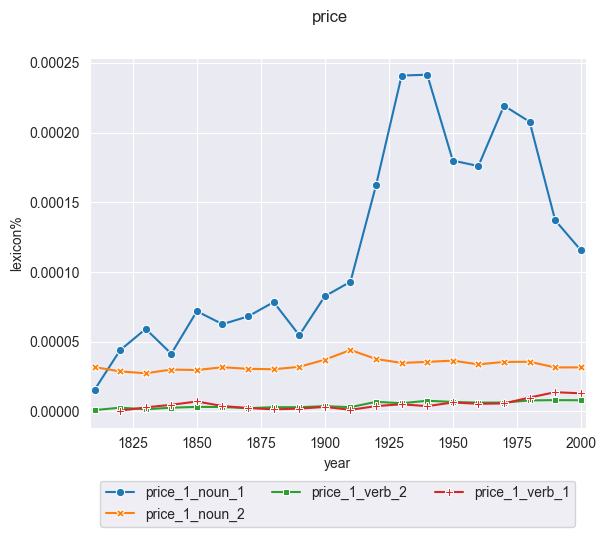 price
0.00025
0.00020
0.00015
0.00010
0.00005
0.00000
lexicon%
1825 1850 1875 1900 1925 1950 1975 2000
year
price_1_noun_1 price_1_verb_2 price_1_verb_1
price_1_noun_2